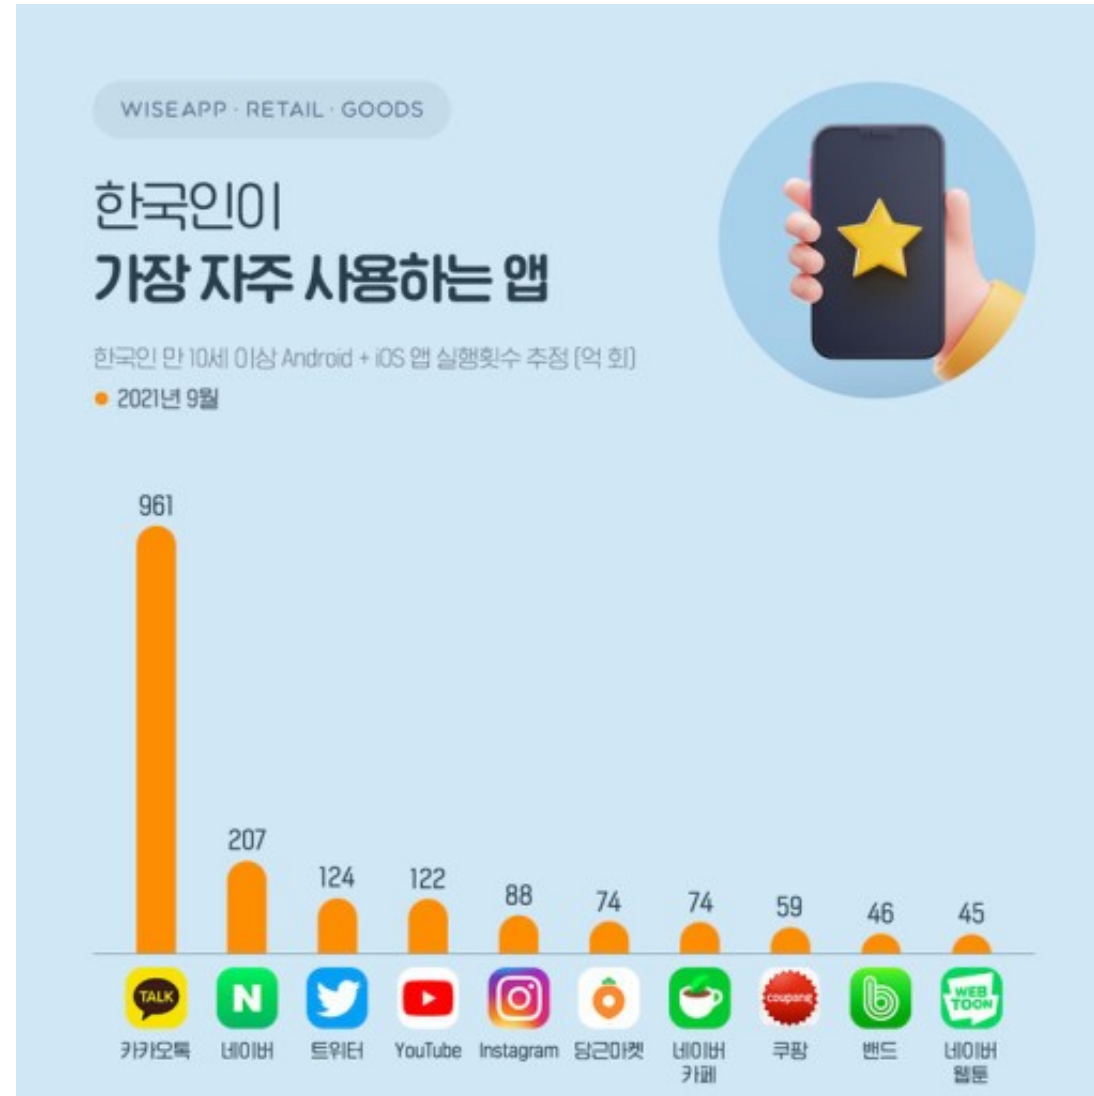 WISEAPP · RETAIL · GOODS
한국인이
가장 자주 사용하는 앱
한국인 만 10세 이상 Android + iOS 앱 실행횟수 추정 (억 회)
2021년 9월
961
207
124
122
88
74
74
59
46
45
TALK
N
coupang
b
WEB
TOON
카카오톡
네이버
트위터
YouTube
Instagram
당근마켓
네이버
카페
쿠팡
밴드
네이버
웹툰